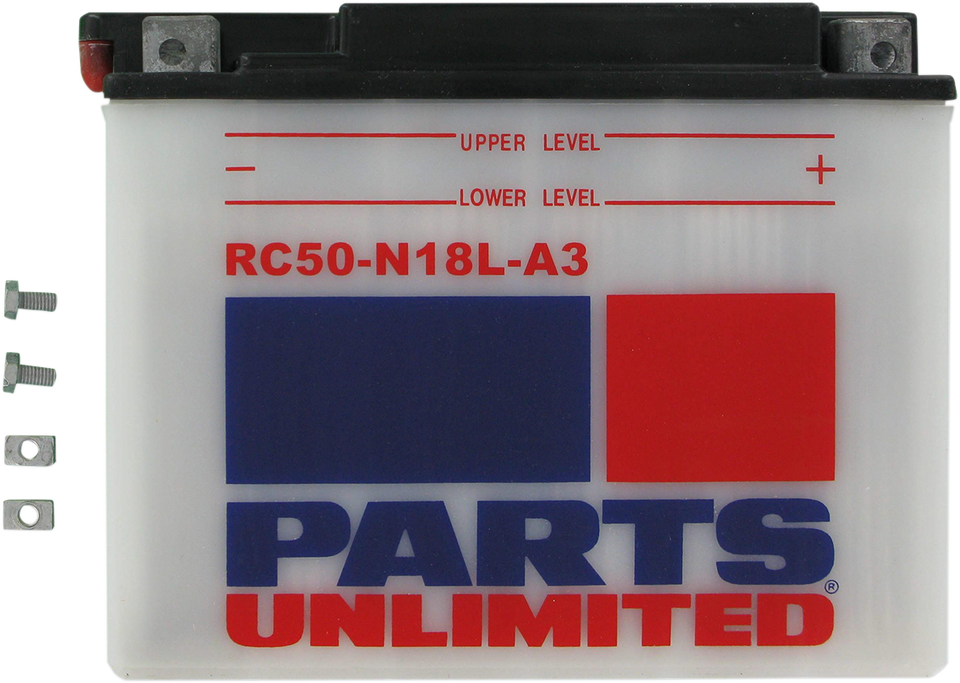 UPPER LEVEL
- +
LOWER LEVEL
RC50-N18L-A3
PARTS
UNLIMITED®